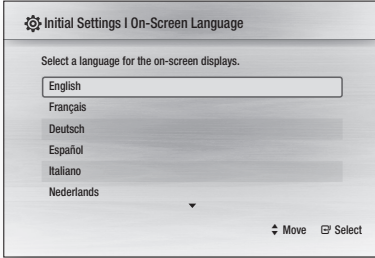 Initial Settings I On-Screen Language
Select a language for the on-screen displays.
English
Français
Deutsch
Español
Italiano
Nederlands
Move Select